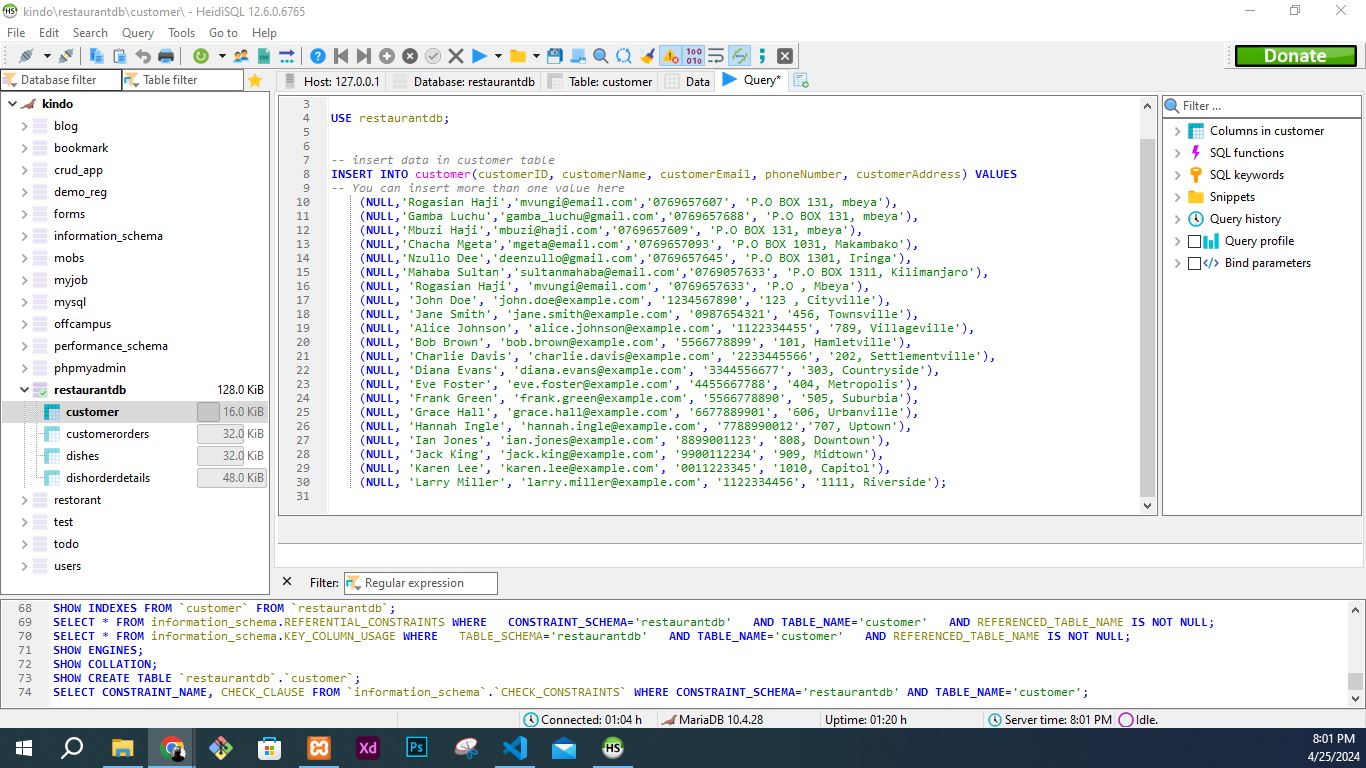 kindo\restaurantdb\customer\ - HeidiSQL 12.6.0.6765
File Edit Search Query Tools Go to Help
Donate
Database filter Table filter
Host: 127.0.0.1 Database: restaurantdb Table: customer Data Query*
kindo
blog
bookmark
crud_app
demo_reg
forms
information_schema
mobs
myjob
mysql
offcampus
performance_schema
phpmyadmin
restaurantdb 128.0 KiB
customer 16.0 KiB
customerorders 32.0 KiB
dishes 32.0 KiB
dishorderdetails 48.0 KiB
restorant
test
todo
users
3
4 USE restaurantdb;
5
6
7 -- insert data in customer table
8 INSERT INTO customer(customerID, customerName, customerEmail, phoneNumber, customerAddress) VALUES
9 -- You can insert more than one value here
10 (NULL,'Rogasian Haji','mvungi@email.com','0769657607', 'P.O BOX 131, mbeya'),
11 (NULL,'Gamba Luchu','gamba_luchu@gmail.com','0769657688', 'P.O BOX 131, mbeya'),
12 (NULL,'Mbuzi Haji','mbuzi@haji.com','0769657609', 'P.O BOX 131, mbeya'),
13 (NULL,'Chacha Mgeta','mgeta@email.com','0769657093', 'P.O BOX 1031, Makambako'),
14 (NULL,'Nzullo Dee','deenzullo@gmail.com','0769657645', 'P.O BOX 1301, Iringa'),
15 (NULL,'Mahaba Sultan','sultanmahaba@email.com','0769057633', 'P.O BOX 1311, Kilimanjaro'),
16 (NULL, 'Rogasian Haji', 'mvungi@email.com', '0769657633', 'P.O , Mbeya'),
17 (NULL, 'John Doe', 'john.doe@example.com', '1234567890', '123 , Cityville'),
18 (NULL, 'Jane Smith', 'jane.smith@example.com', '0987654321', '456, Townsville'),
19 (NULL, 'Alice Johnson', 'alice.johnson@example.com', '1122334455', '789, Villageville'),
20 (NULL, 'Bob Brown', 'bob.brown@example.com', '5566778899', '101, Hamletville'),
21 (NULL, 'Charlie Davis', 'charlie.davis@example.com', '2233445566', '202, Settlementville'),
22 (NULL, 'Diana Evans', 'diana.evans@example.com', '3344556677', '303, Countryside'),
23 (NULL, 'Eve Foster', 'eve.foster@example.com', '4455667788', '404, Metropolis'),
24 (NULL, 'Frank Green', 'frank.green@example.com', '5566778890', '505, Suburbia'),
25 (NULL, 'Grace Hall', 'grace.hall@example.com', '6677889901', '606, Urbanville'),
26 (NULL, 'Hannah Ingle', 'hannah.ingle@example.com', '7788990012','707, Uptown'),
27 (NULL, 'Ian Jones', 'ian.jones@example.com', '8899001123', '808, Downtown'),
28 (NULL, 'Jack King', 'jack.king@example.com', '9900112234', '909, Midtown'),
29 (NULL, 'Karen Lee', 'karen.lee@example.com', '0011223345', '1010, Capitol'),
30 (NULL, 'Larry Miller', 'larry.miller@example.com', '1122334456', '1111, Riverside');
31
Filter ...
Columns in customer
SQL functions
SQL keywords
Snippets
Query history
Query profile
Bind parameters
Filter: Regular expression
68 SHOW INDEXES FROM `customer` FROM `restaurantdb`;
69 SELECT * FROM information_schema.REFERENTIAL_CONSTRAINTS WHERE CONSTRAINT_SCHEMA='restaurantdb' AND TABLE_NAME='customer' AND REFERENCED_TABLE_NAME IS NOT NULL;
70 SELECT * FROM information_schema.KEY_COLUMN_USAGE WHERE TABLE_SCHEMA='restaurantdb' AND TABLE_NAME='customer' AND REFERENCED_TABLE_NAME IS NOT NULL;
71 SHOW ENGINES;
72 SHOW COLLATION;
73 SHOW CREATE TABLE `restaurantdb`.`customer`;
74 SELECT CONSTRAINT_NAME, CHECK_CLAUSE FROM `information_schema`.`CHECK_CONSTRAINTS` WHERE CONSTRAINT_SCHEMA='restaurantdb' AND TABLE_NAME='customer';
Connected: 01:04 h MariaDB 10.4.28 Uptime: 01:20 h Server time: 8:01 PM Idle.
Xd Ps HS
8:01 PM
4/25/2024